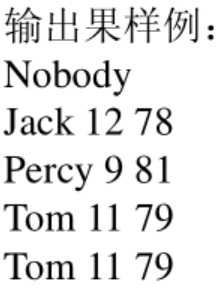 输出果样例：
Nobody
Jack 12 78
Percy 9 81
Tom 11 79
Tom 11 79